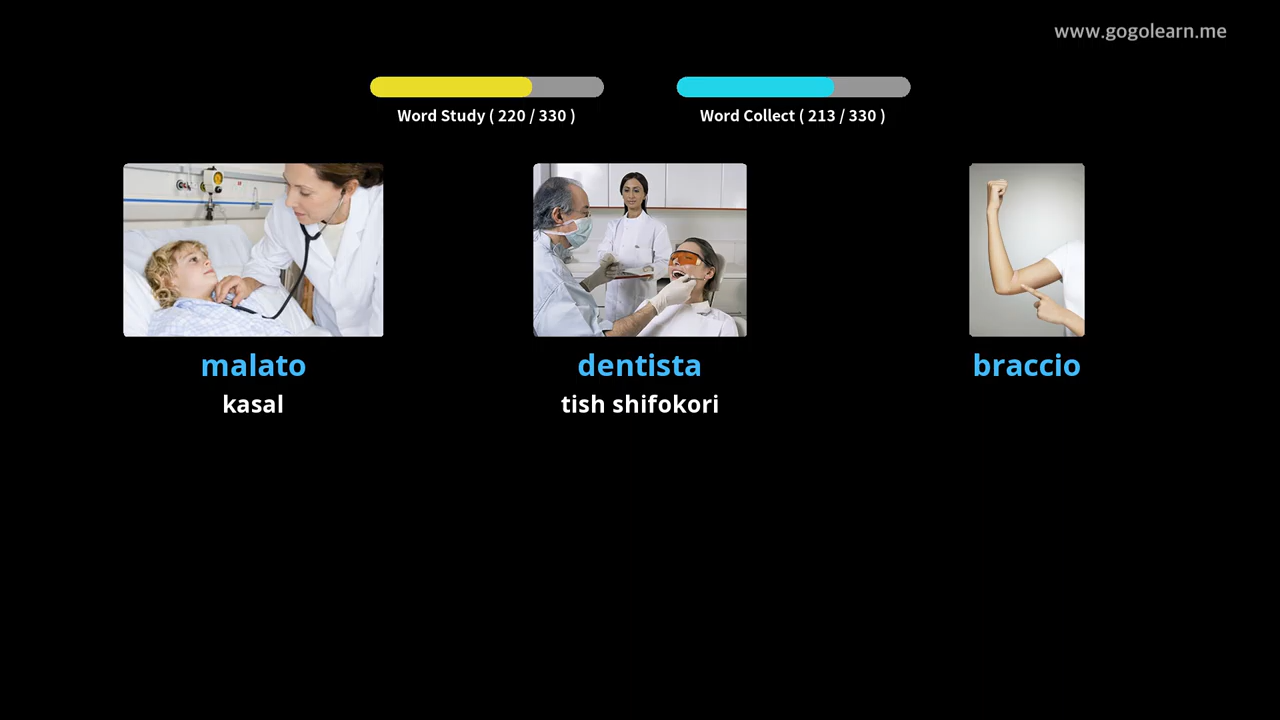 www.gogolearn.me
Word Study ( 220 / 330 )
Word Collect ( 213 / 330 )
malato
kasal
dentista
tish shifokori
braccio